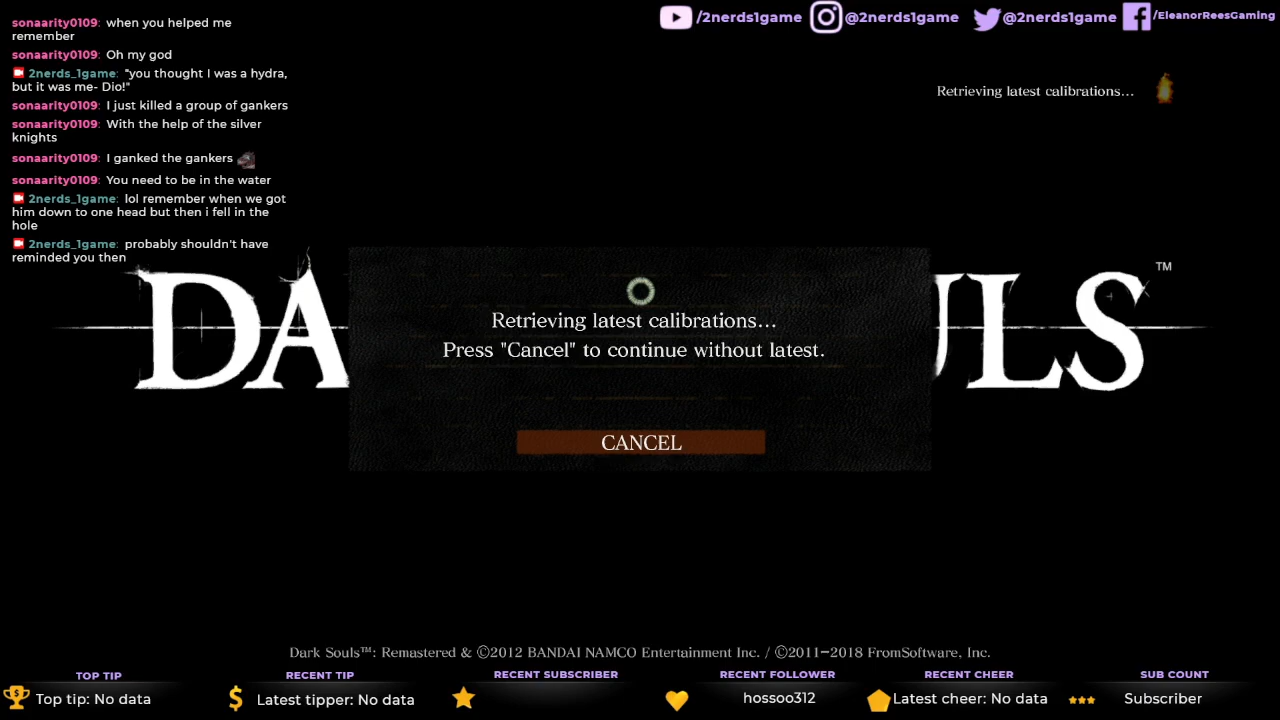 sonaarity0109: when you helped me
remember
sonaarity0109: Oh my god
2nerds_1game: "you thought I was a hydra,
but it was me- Dio!"
sonaarity0109: I just killed a group of gankers
sonaarity0109: With the help of the silver
knights
sonaarity0109: I ganked the gankers
sonaarity0109: You need to be in the water
2nerds_1game: lol remember when we got
him down to one head but then i fell in the
hole
2nerds_1game: probably shouldn't have
reminded you then
/2nerds1game @2nerds1game @2nerds1game /EleanorReesGaming
Retrieving latest calibrations...
DA ULS™
Retrieving latest calibrations...
Press "Cancel" to continue without latest.
CANCEL
Dark Souls™: Remastered & ©2012 BANDAI NAMCO Entertainment Inc. / ©2011-2018 FromSoftware, Inc.
TOP TIP
Top tip: No data
RECENT TIP
Latest tipper: No data
RECENT SUBSCRIBER
RECENT FOLLOWER
hossoo312
RECENT CHEER
Latest cheer: No data
SUB COUNT
Subscriber